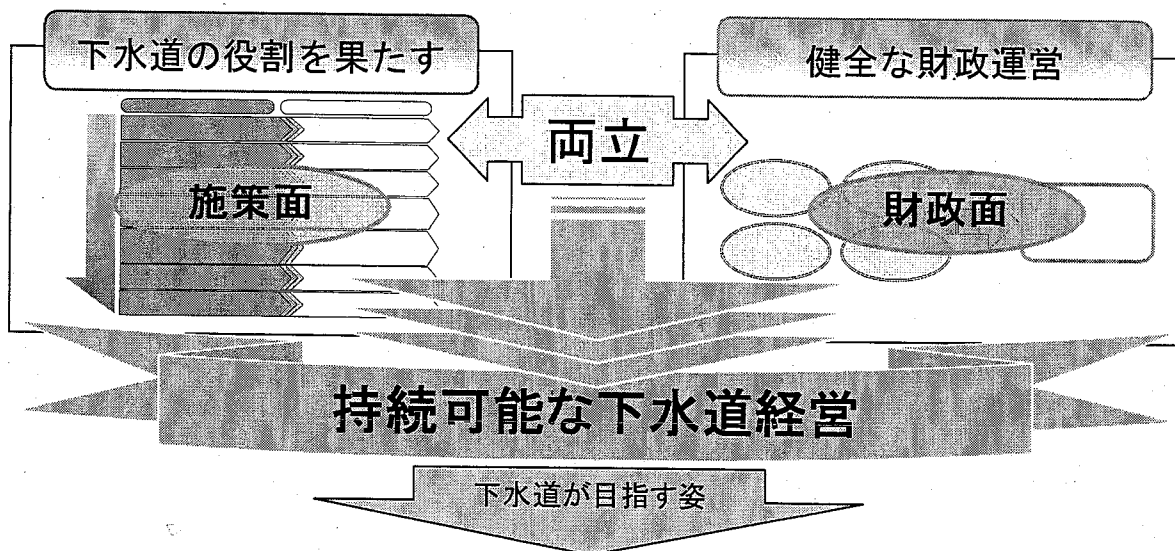 下水道の役割を果たす
健全な財政運営
両立
施策面
財政面
持続可能な下水道経営
下水道が目指す姿